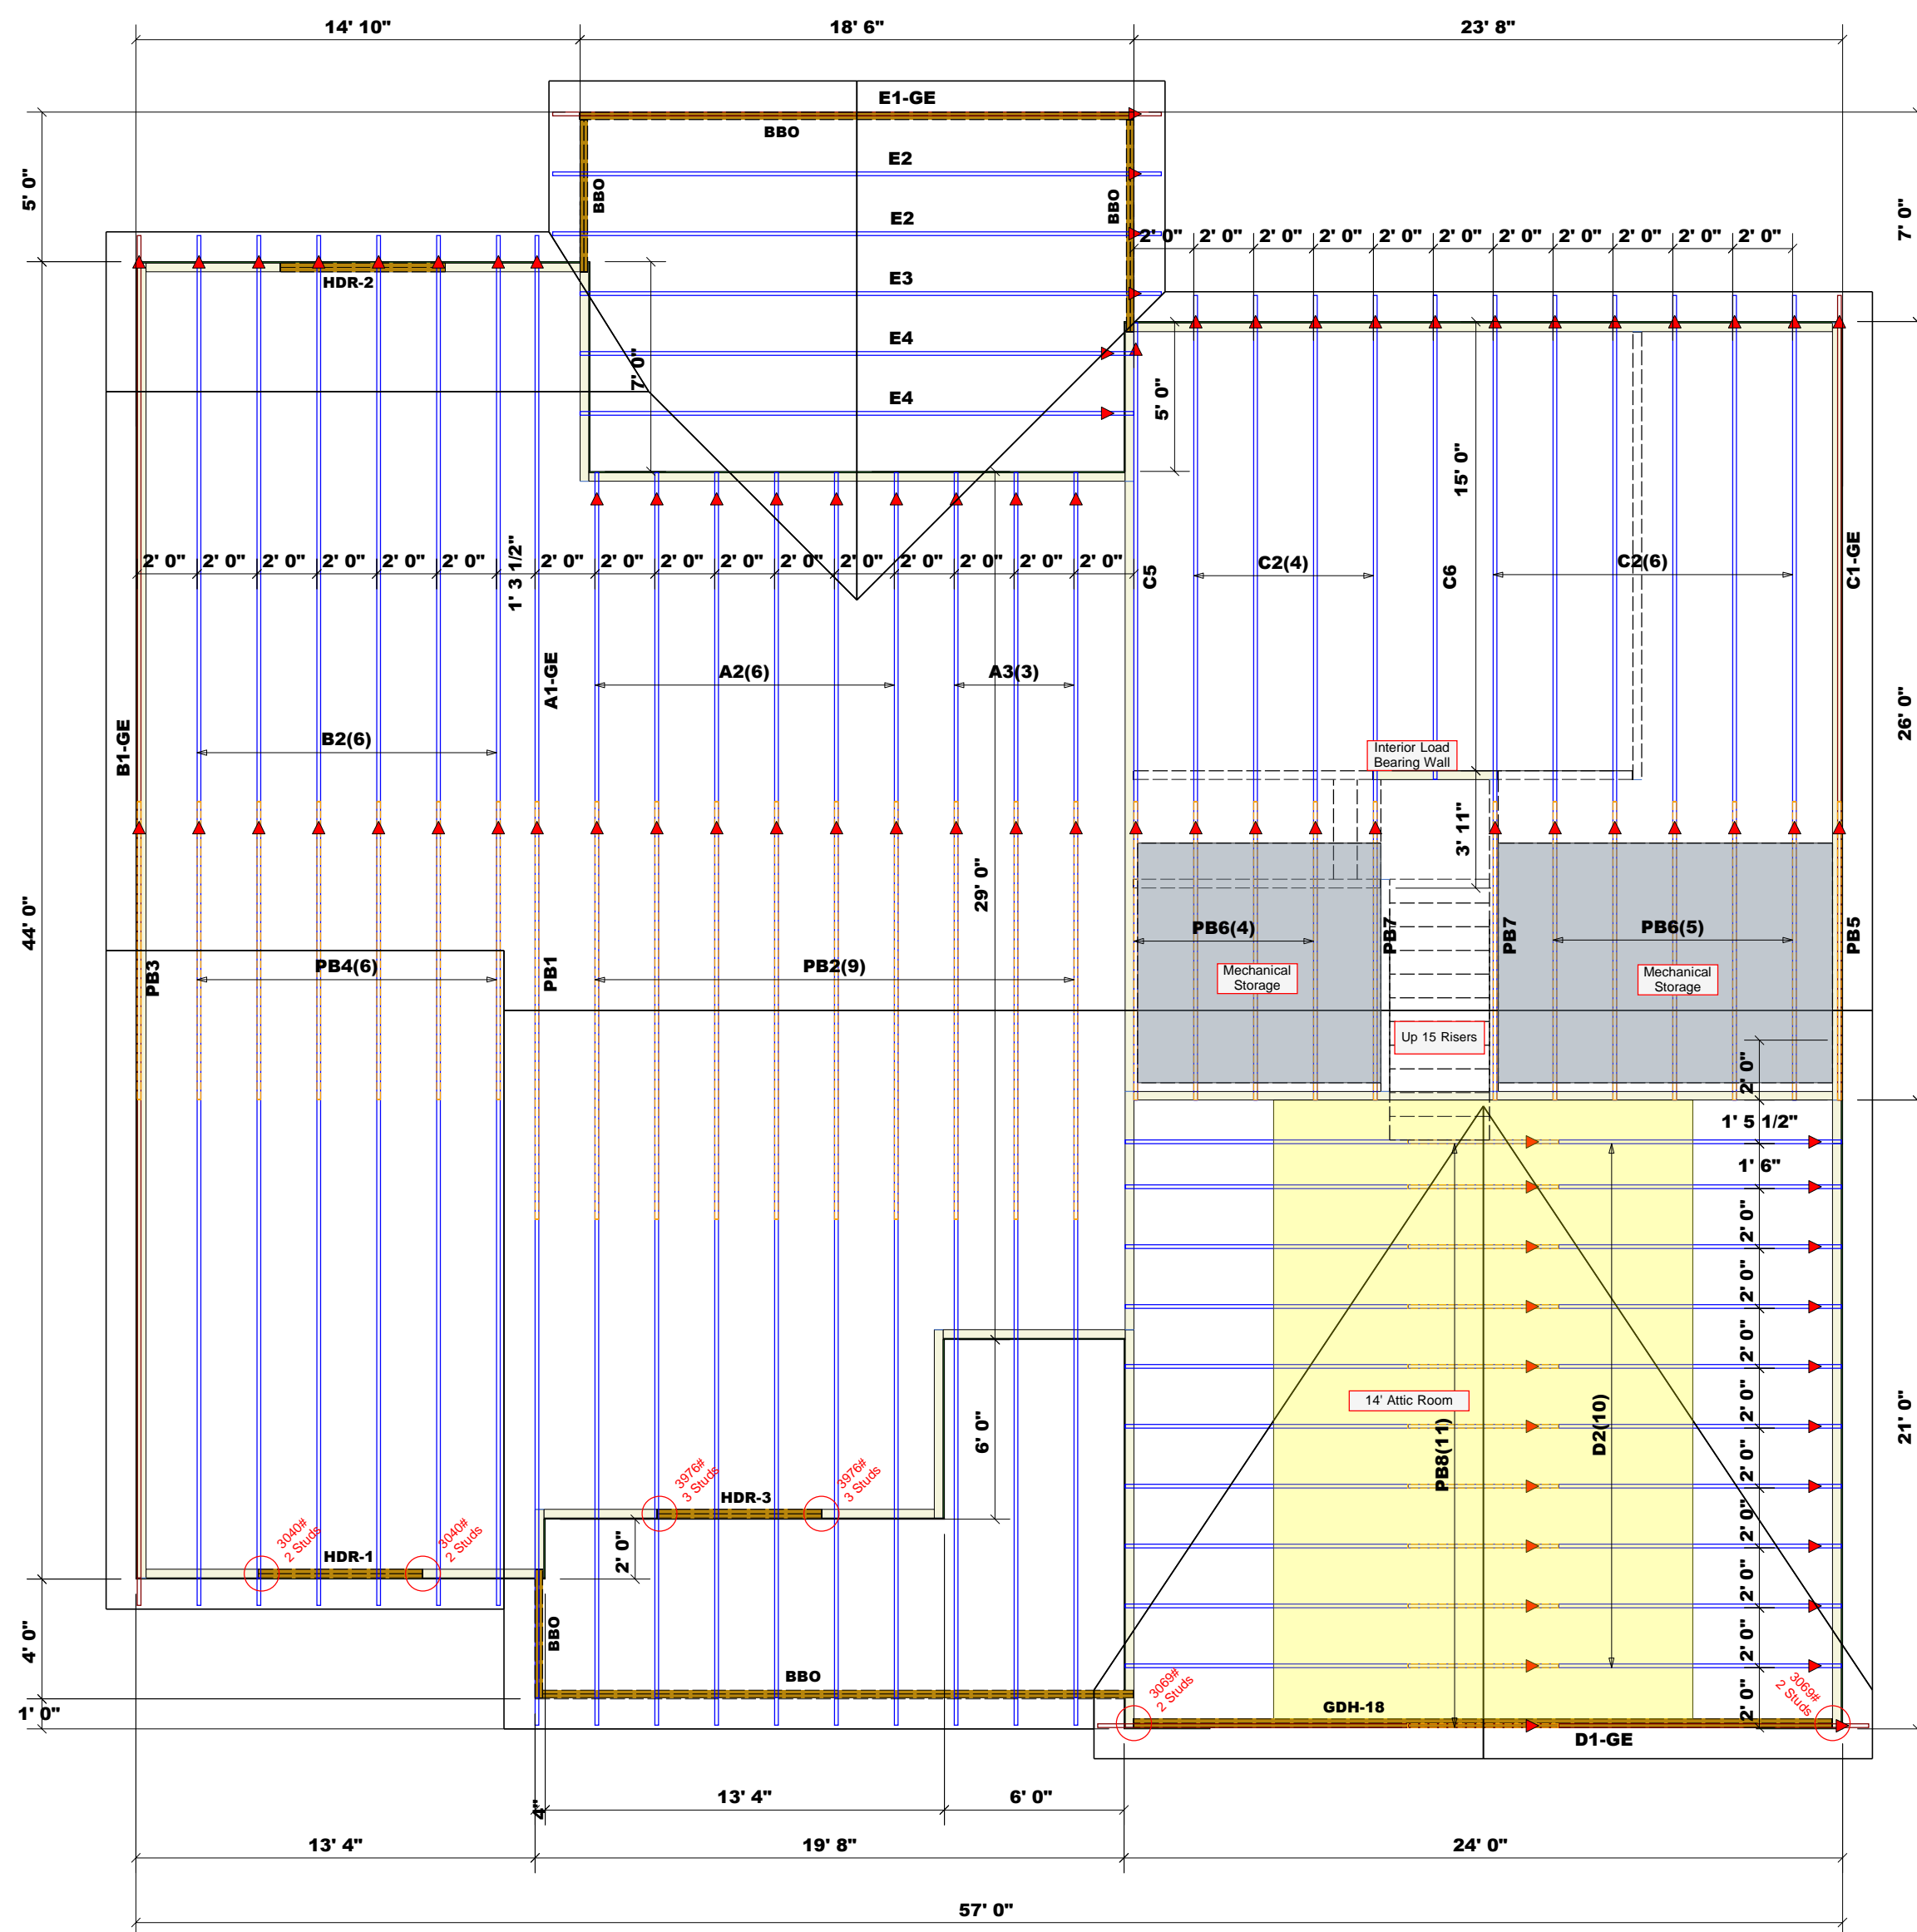 14' 10"
18' 6"
23' 8"
E1-GE
BBO
E2
BBO
BBO
5' 0"
7' 0"
E2
2' 0" 2' 0" 2' 0" 2' 0" 2' 0" 2' 0" 2' 0" 2' 0" 2' 0" 2' 0" 2' 0"
HDR-2
E3
E4
7' 0"
E4
5' 0"
15' 0"
2' 0" 2' 0" 2' 0" 2' 0" 2' 0" 2' 0" 1' 3 1/2" 2' 0" 2' 0" 2' 0" 2' 0" 2' 0" 2' 0" 2' 0" 2' 0" 2' 0" 2' 0"
C5
C2(4)
C6
C2(6)
C1-GE
A1-GE
A2(6)
A3(3)
26' 0"
B1-GE
B2(6)
Interior Load
Bearing Wall
3' 11"
29' 0"
44' 0"
PB3
PB4(6)
PB1
PB2(9)
PB6(4)
PB7
PB7
PB6(5)
PB5
Mechanical
Storage
Mechanical
Storage
Up 15 Risers
2' 0"
1' 5 1/2"
1' 6"
2' 0"
2' 0"
2' 0"
2' 0"
2' 0"
2' 0"
2' 0"
2' 0"
2' 0"
14' Attic Room
PB8(11)
D2(10)
21' 0"
6' 0"
3976#
3 Studs
3976#
3 Studs
HDR-3
2' 0"
3040#
2 Studs
3040#
2 Studs
HDR-1
BBO
4' 0"
BBO
3069#
2 Studs
3069#
2 Studs
1' 0"
GDH-18
D1-GE
4"
13' 4"
6' 0"
13' 4"
19' 8"
24' 0"
57' 0"